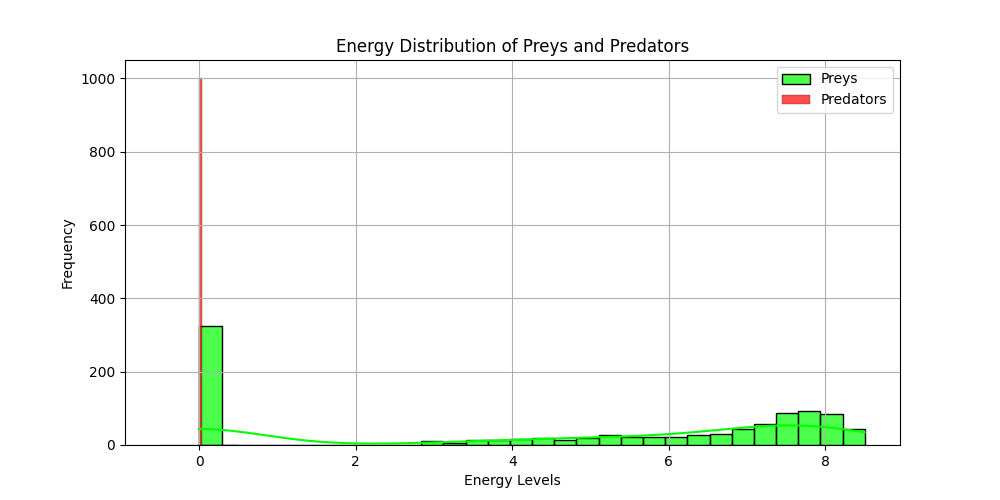 Energy Distribution of Preys and Predators
Preys
Predators
1000
800
600
400
200
0
Frequency
0 2 4 6 8
Energy Levels